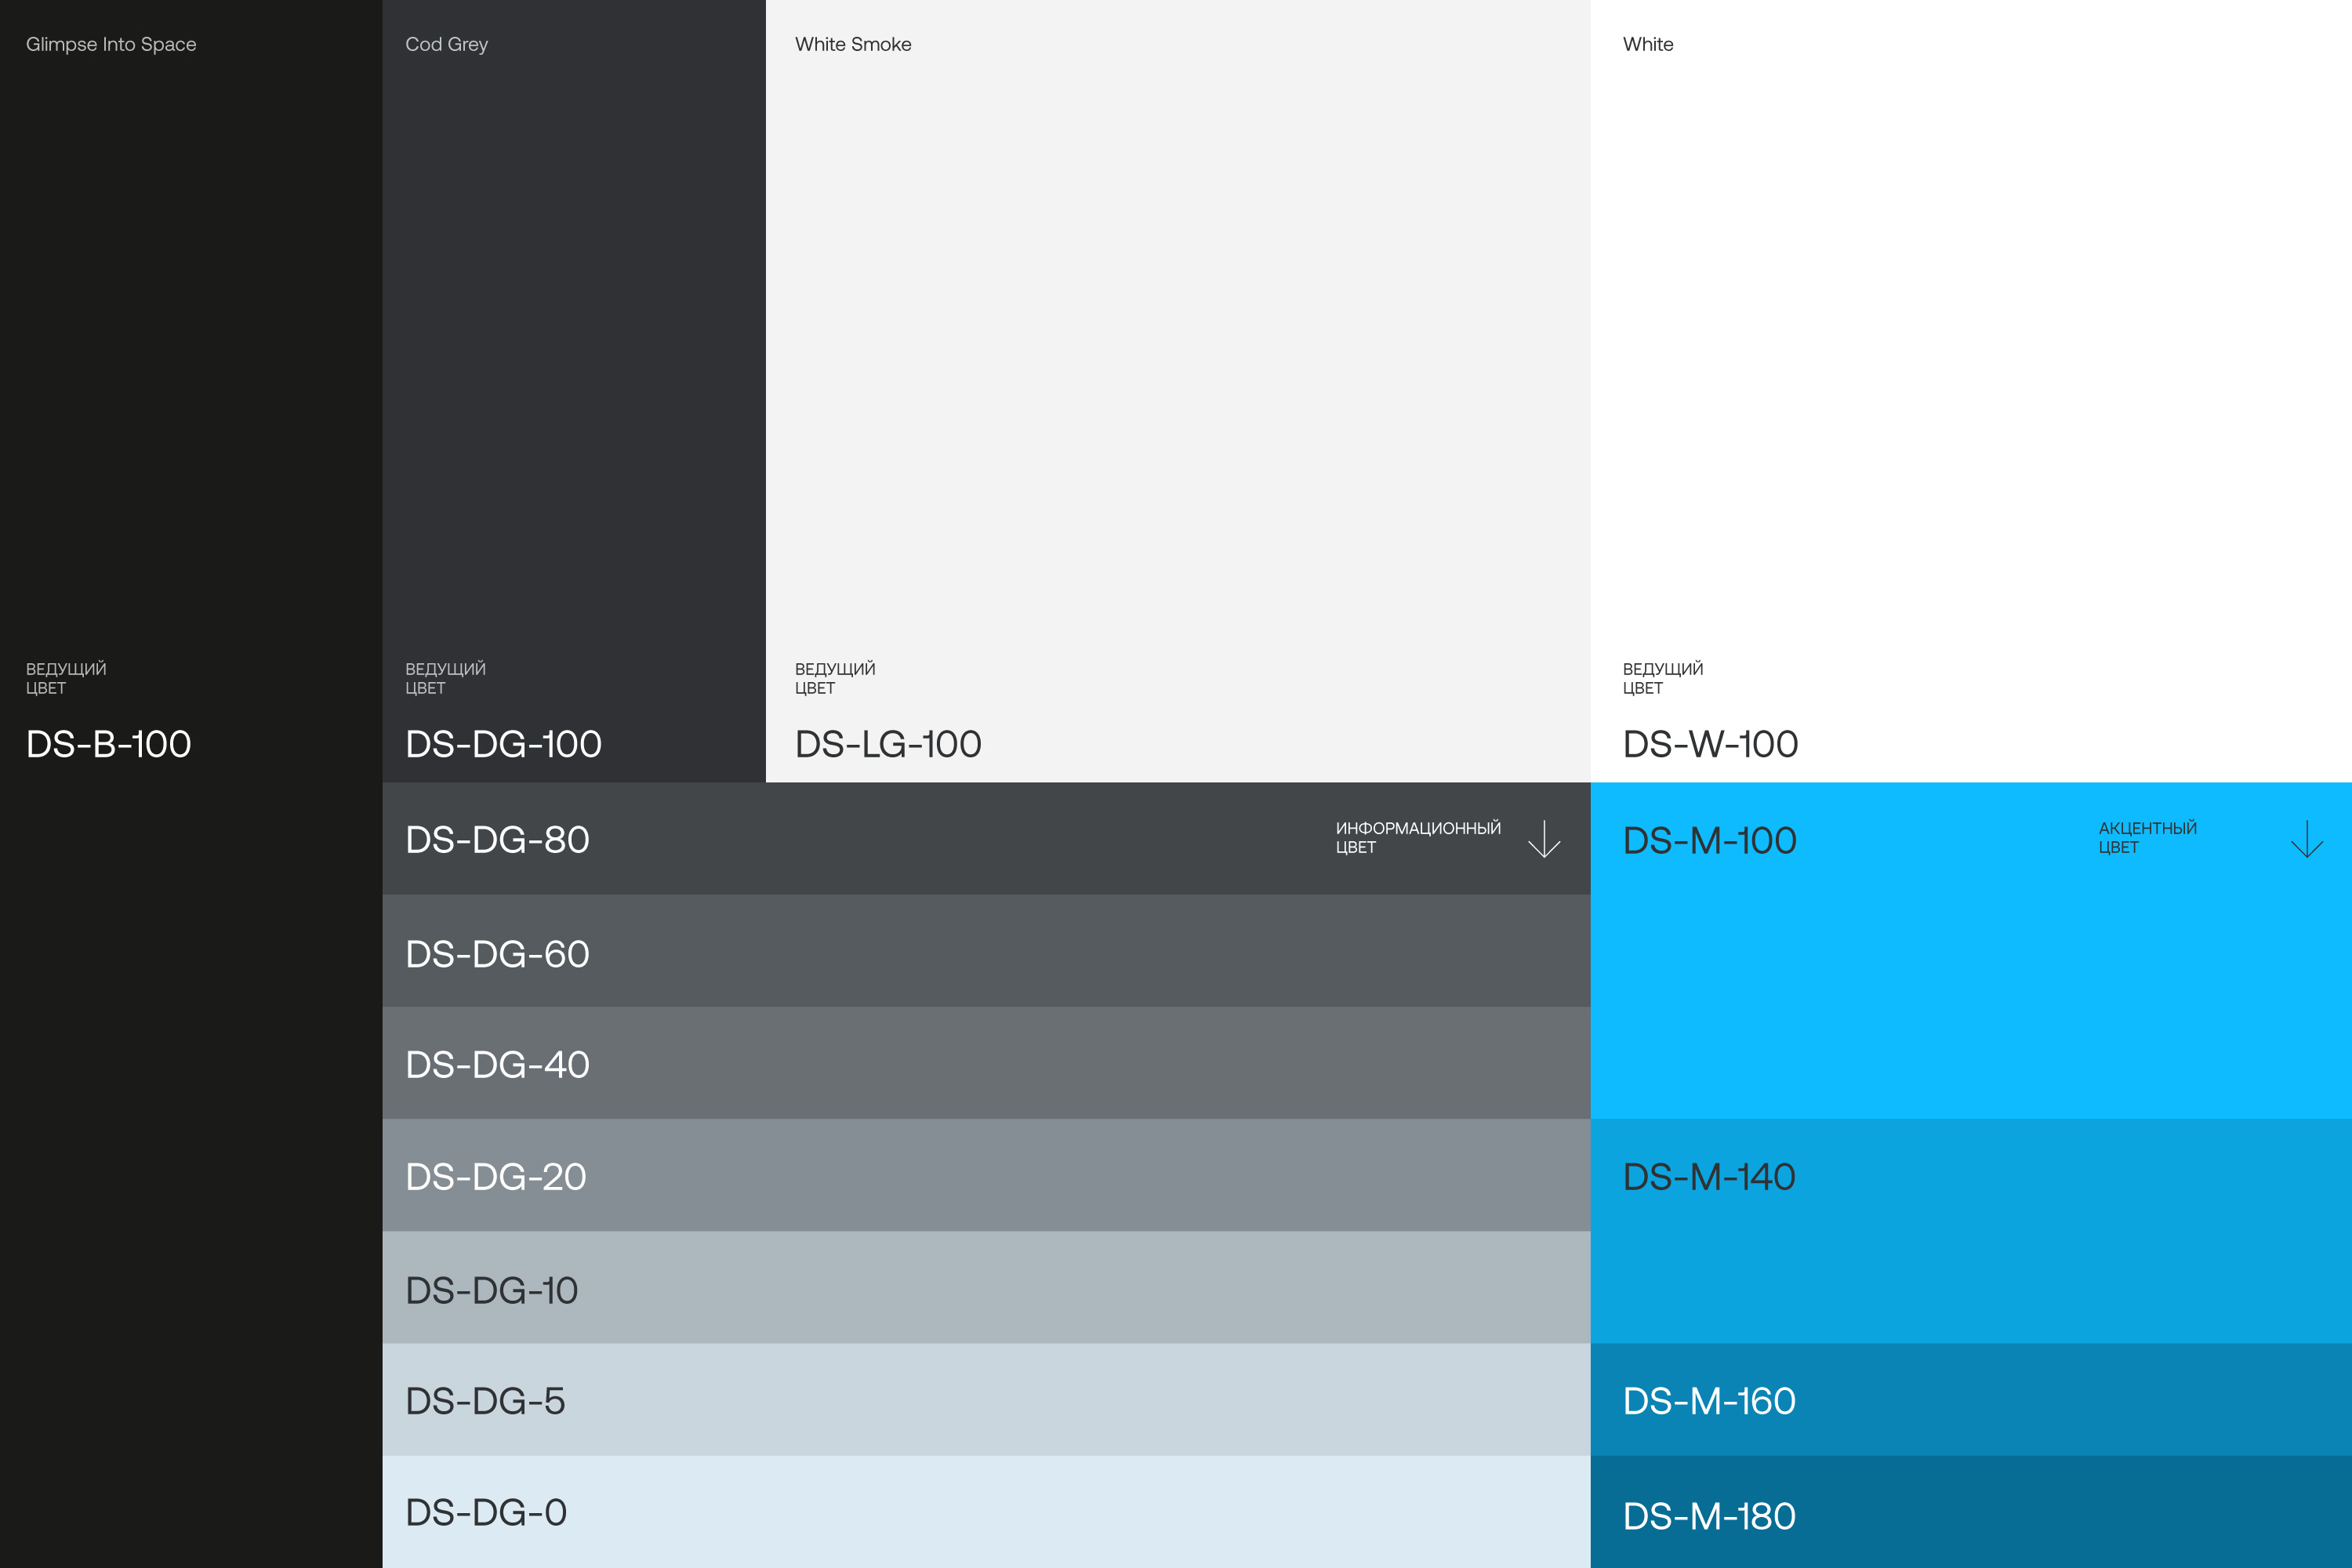 Glimpse Into Space
Cod Grey
White Smoke
White
ВЕДУЩИЙ
ЦВЕТ
DS-B-100
ВЕДУЩИЙ
ЦВЕТ
DS-DG-100
ВЕДУЩИЙ
ЦВЕТ
DS-LG-100
ВЕДУЩИЙ
ЦВЕТ
DS-W-100
DS-DG-80
ИНФОРМАЦИОННЫЙ
ЦВЕТ
DS-DG-60
DS-DG-40
DS-DG-20
DS-DG-10
DS-DG-5
DS-DG-0
DS-M-100
АКЦЕНТНЫЙ
ЦВЕТ
DS-M-140
DS-M-160
DS-M-180